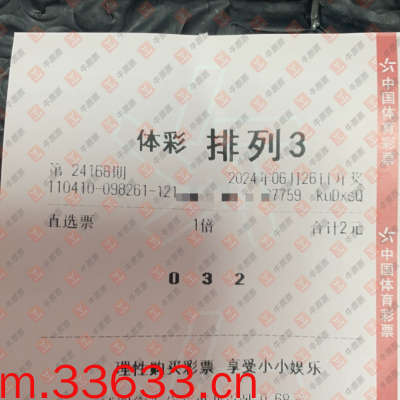 体彩 排列3
第 24168期 2024年06月26日开奖
110410-098261-121 27759 kUDxsQ
直选票 1倍 合计2元
0 3 2
理性购买彩票 享受小小娱乐
m.33633.cn
中国体育彩票
中国体育彩票